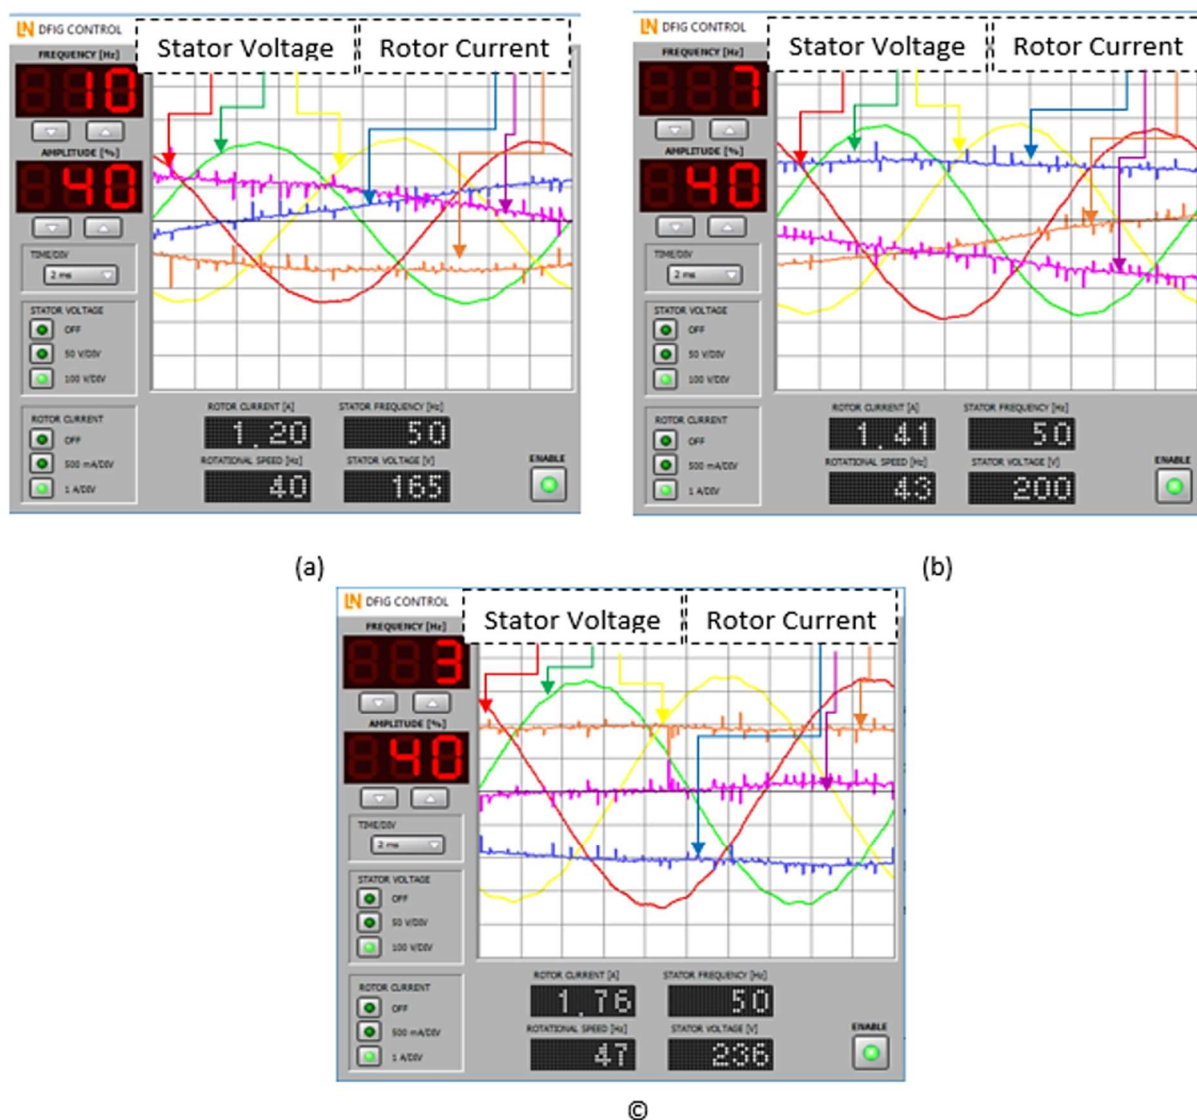 LN DFIG CONTROL
Stator Voltage
Rotor Current
FREQUENCY [Hz]
10
AMPLITUDE [%]
40
TIME/DIV
2 ms
STATOR VOLTAGE
OFF
50 V/DIV
100 V/DIV
ROTOR CURRENT
OFF
500 mA/DIV
1 A/DIV
ROTOR CURRENT [A]
STATOR FREQUENCY [Hz]
1.20
50
ROTATIONAL SPEED [Hz]
STATOR VOLTAGE [V]
40
165
ENABLE
(a)
LN DFIG CONTROL
Stator Voltage
Rotor Current
FREQUENCY [Hz]
7
AMPLITUDE [%]
40
TIME/DIV
2 ms
STATOR VOLTAGE
OFF
50 V/DIV
100 V/DIV
ROTOR CURRENT
OFF
500 mA/DIV
1 A/DIV
ROTOR CURRENT [A]
STATOR FREQUENCY [Hz]
1.41
50
ROTATIONAL SPEED [Hz]
STATOR VOLTAGE [V]
43
200
ENABLE
(b)
LN DFIG CONTROL
Stator Voltage
Rotor Current
FREQUENCY [Hz]
3
AMPLITUDE [%]
40
TIME/DIV
2 ms
STATOR VOLTAGE
OFF
50 V/DIV
100 V/DIV
ROTOR CURRENT
OFF
500 mA/DIV
1 A/DIV
ROTOR CURRENT [A]
STATOR FREQUENCY [Hz]
1.76
50
ROTATIONAL SPEED [Hz]
STATOR VOLTAGE [V]
47
236
ENABLE
©